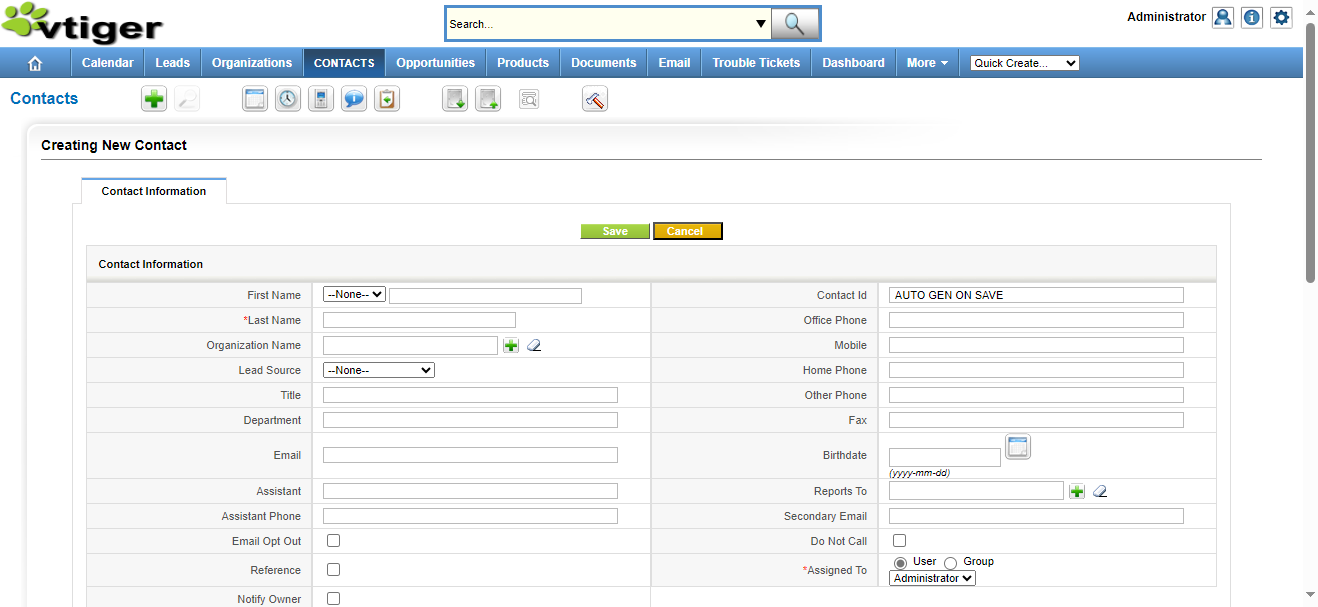 vtiger
Search...
Administrator
Calendar Leads Organizations CONTACTS Opportunities Products Documents Email Trouble Tickets Dashboard More Quick Create...
Contacts
Creating New Contact
Contact Information
Save Cancel
Contact Information
First Name --None-- Contact Id AUTO GEN ON SAVE
*Last Name Office Phone
Organization Name Mobile
Lead Source --None-- Home Phone
Title Other Phone
Department Fax
Email Birthdate
(yyyy-mm-dd)
Assistant Reports To
Assistant Phone Secondary Email
Email Opt Out Do Not Call
Reference *Assigned To User Group
Administrator
Notify Owner